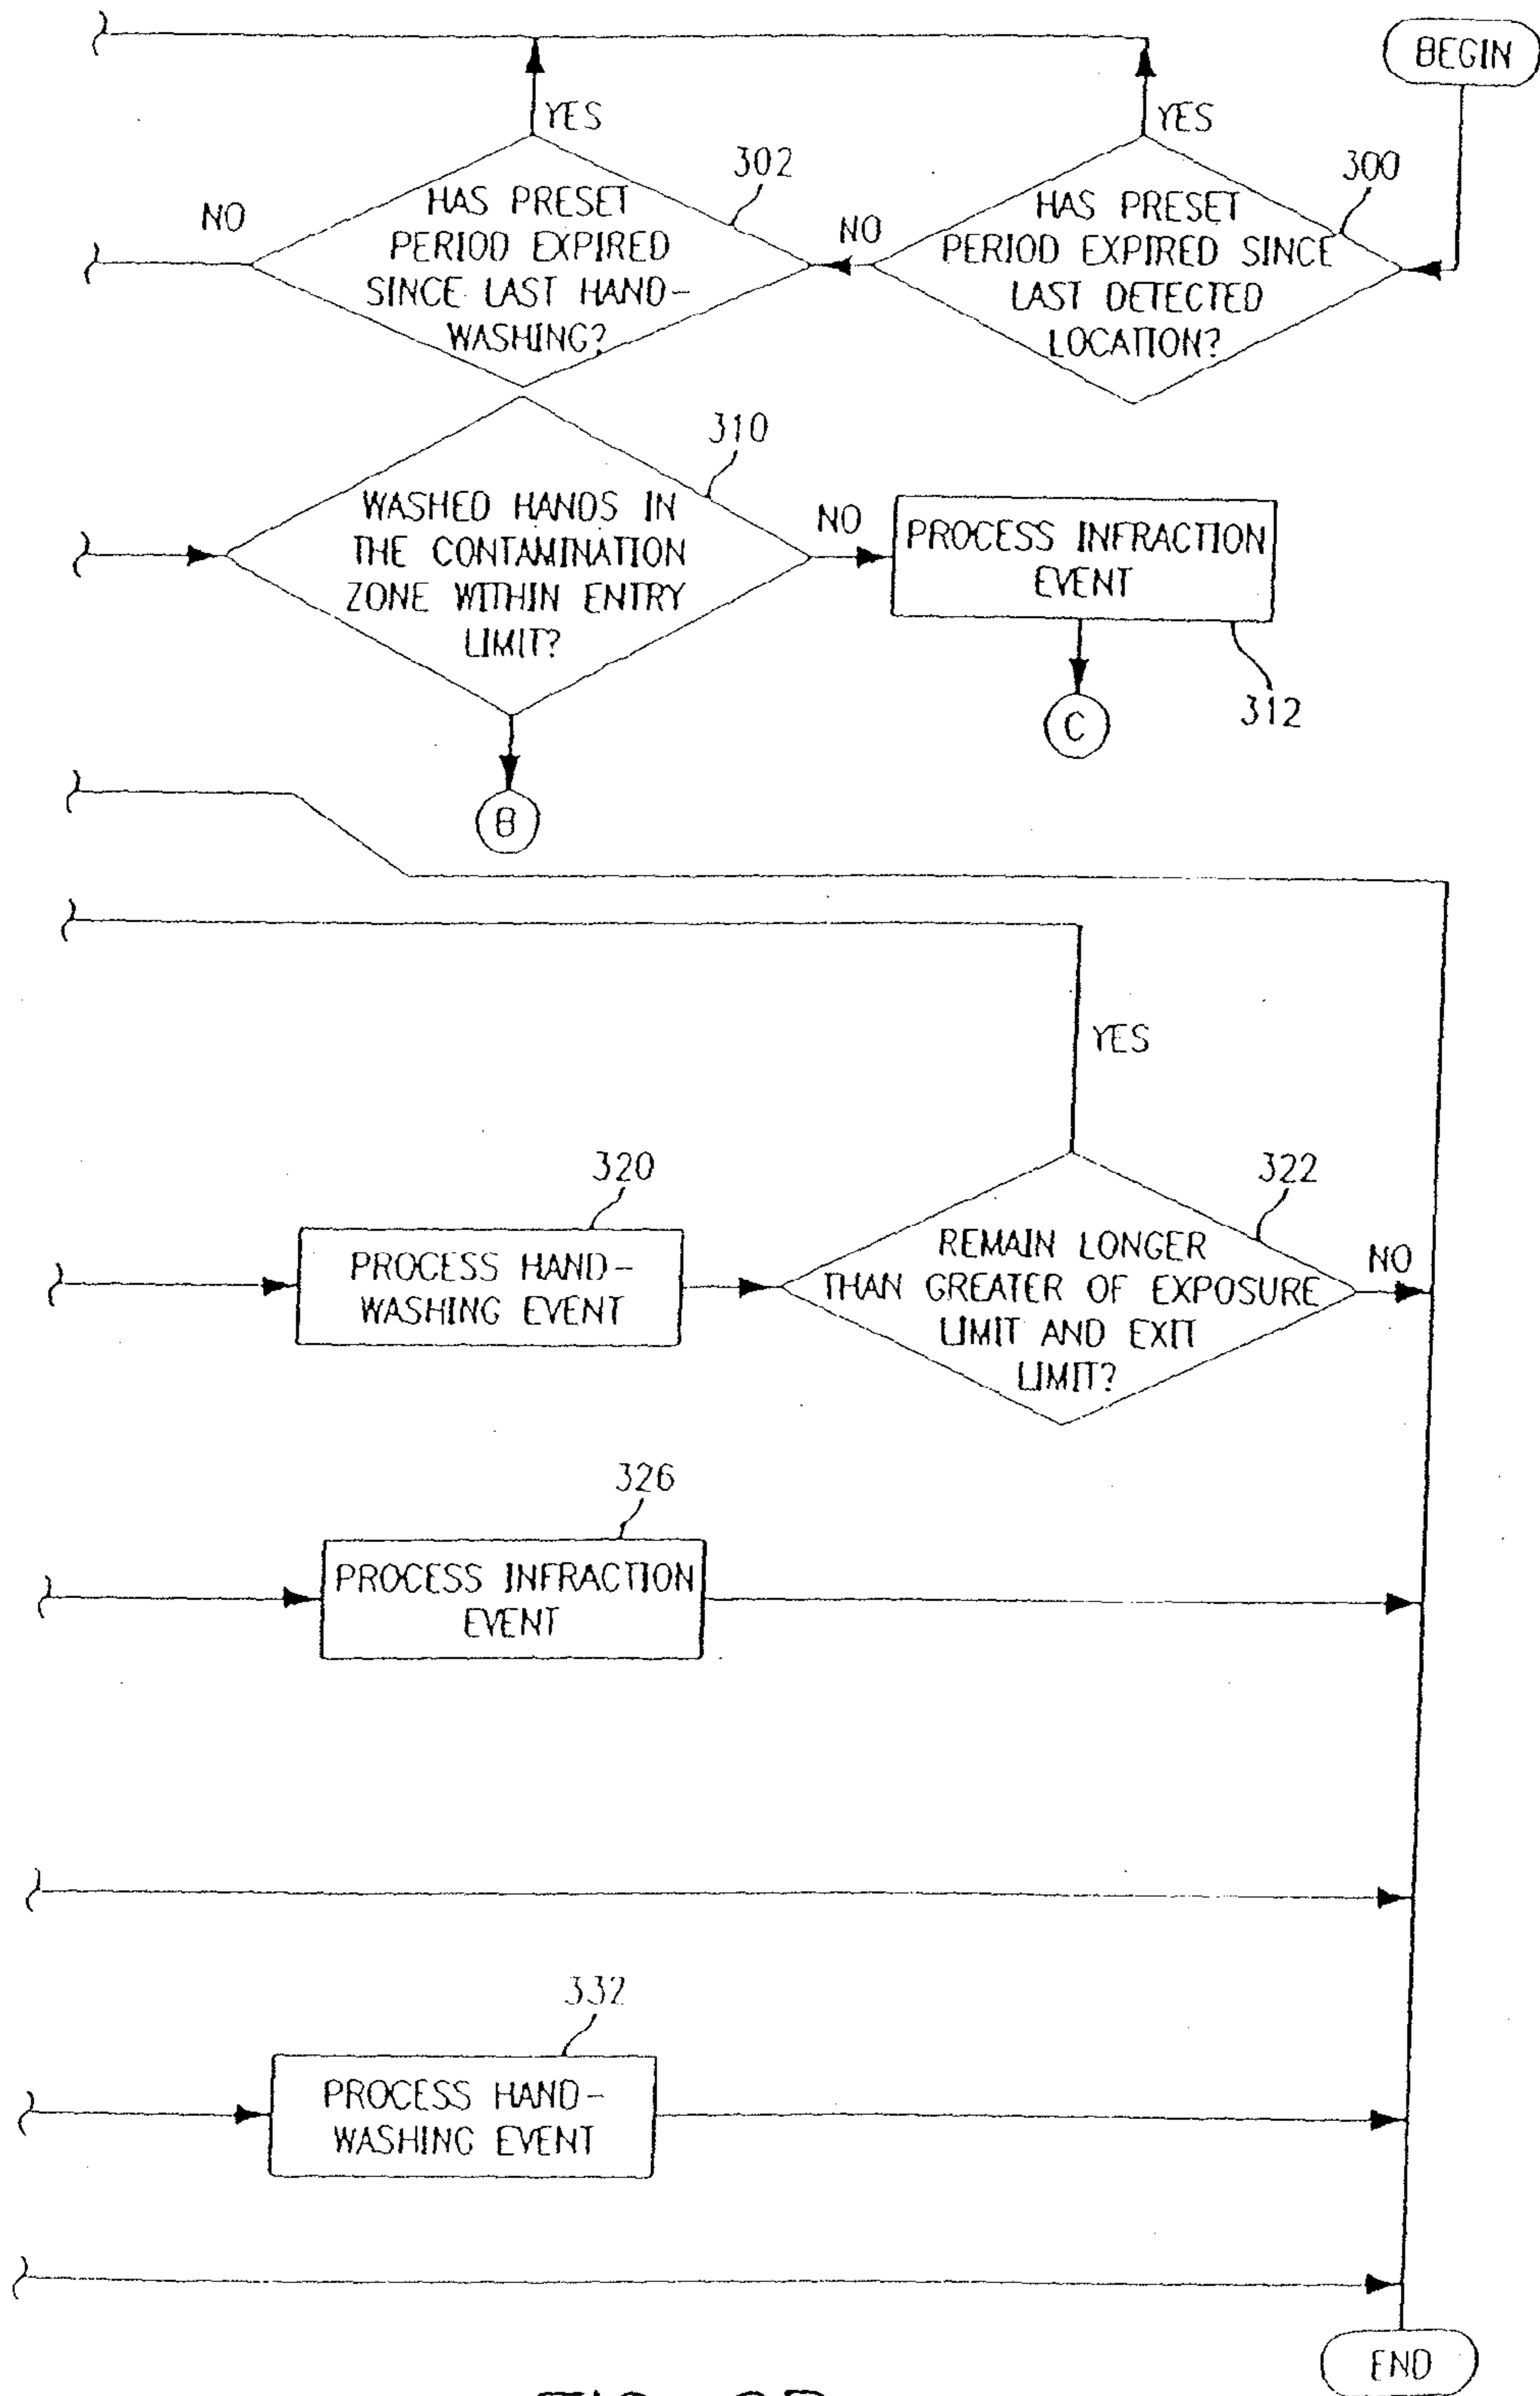 BEGIN
YES
YES
302
300
NO
HAS PRESET
PERIOD EXPIRED
SINCE LAST HAND-
WASHING?
NO
HAS PRESET
PERIOD EXPIRED SINCE
LAST DETECTED
LOCATION?
310
WASHED HANDS IN
THE CONTAMINATION
ZONE WITHIN ENTRY
LIMIT?
NO
PROCESS INFRACTION
EVENT
312
C
B
YES
320
322
PROCESS HAND-
WASHING EVENT
REMAIN LONGER
THAN GREATER OF EXPOSURE
LIMIT AND EXIT
LIMIT?
NO
326
PROCESS INFRACTION
EVENT
332
PROCESS HAND-
WASHING EVENT
END